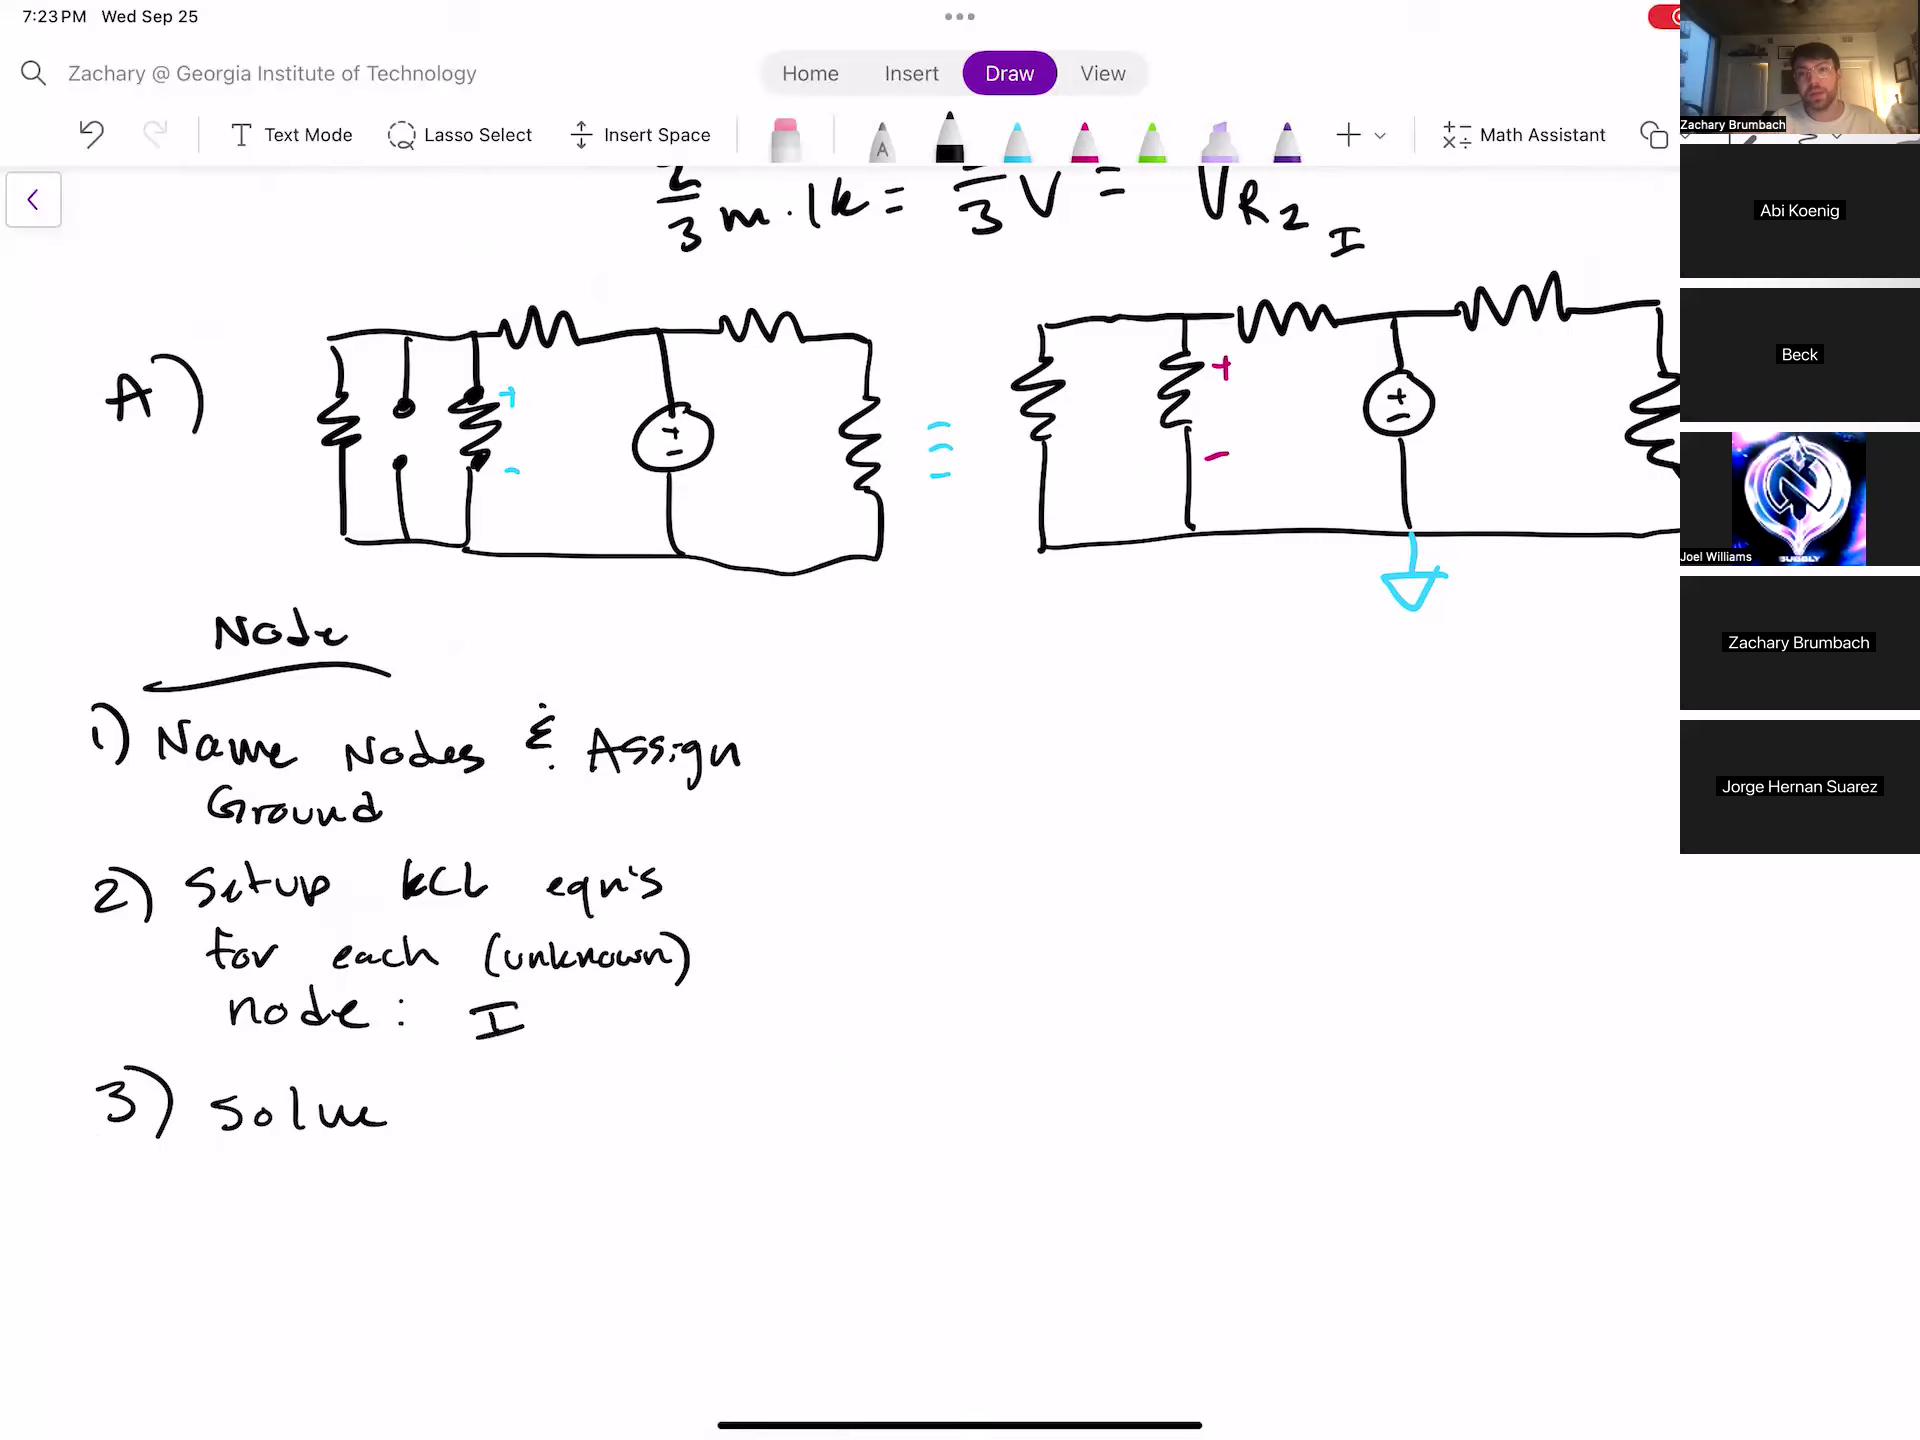 7:23 PM Wed Sep 25
Zachary @ Georgia Institute of Technology
Home Insert Draw View
Text Mode Lasso Select Insert Space A Math Assistant
Zachary Brumbach
Abi Koenig
Beck
Joel Williams
Zachary Brumbach
Jorge Hernan Suarez
2/3 m · 1k = 2/3 V = VR2 I
A)
+ - + - ≡ + - + -
Node
1) Name Nodes & Assign
Ground
2) Setup KCL eqn's
for each (unknown)
node: I
3) Solve